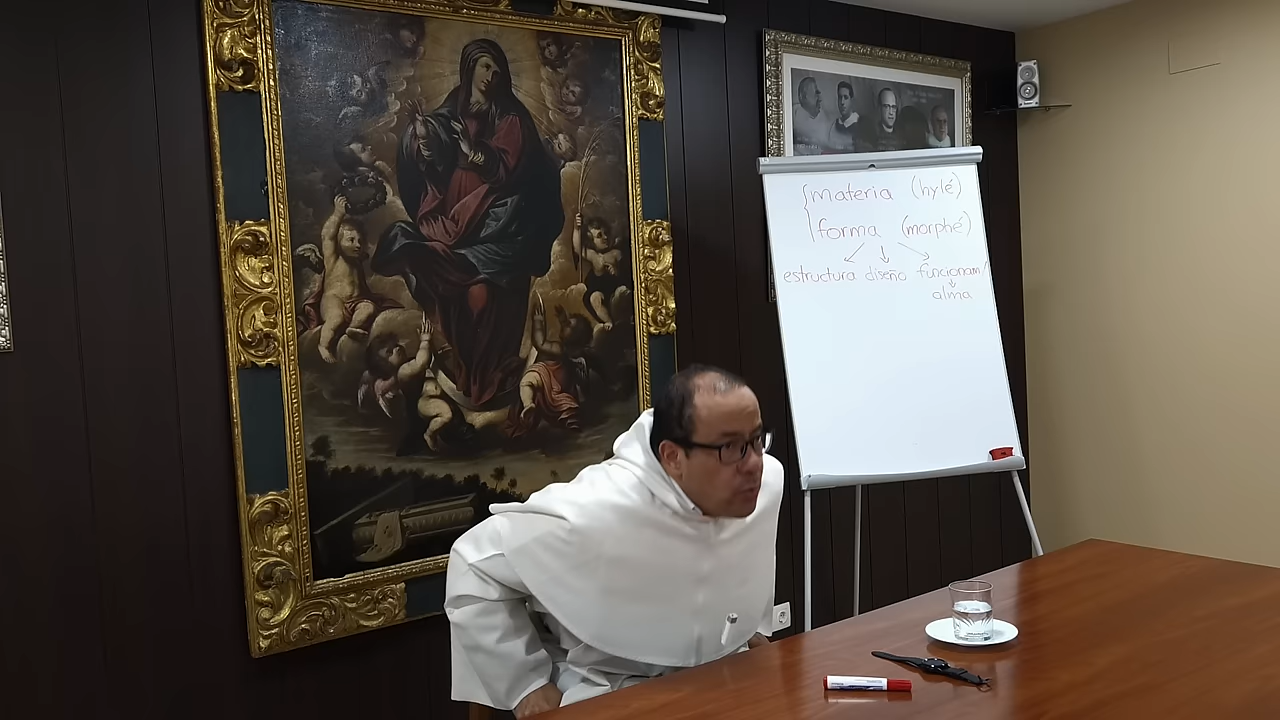 materia (hylé)
forma (morphé)
estructura diseño funcionam/
alma